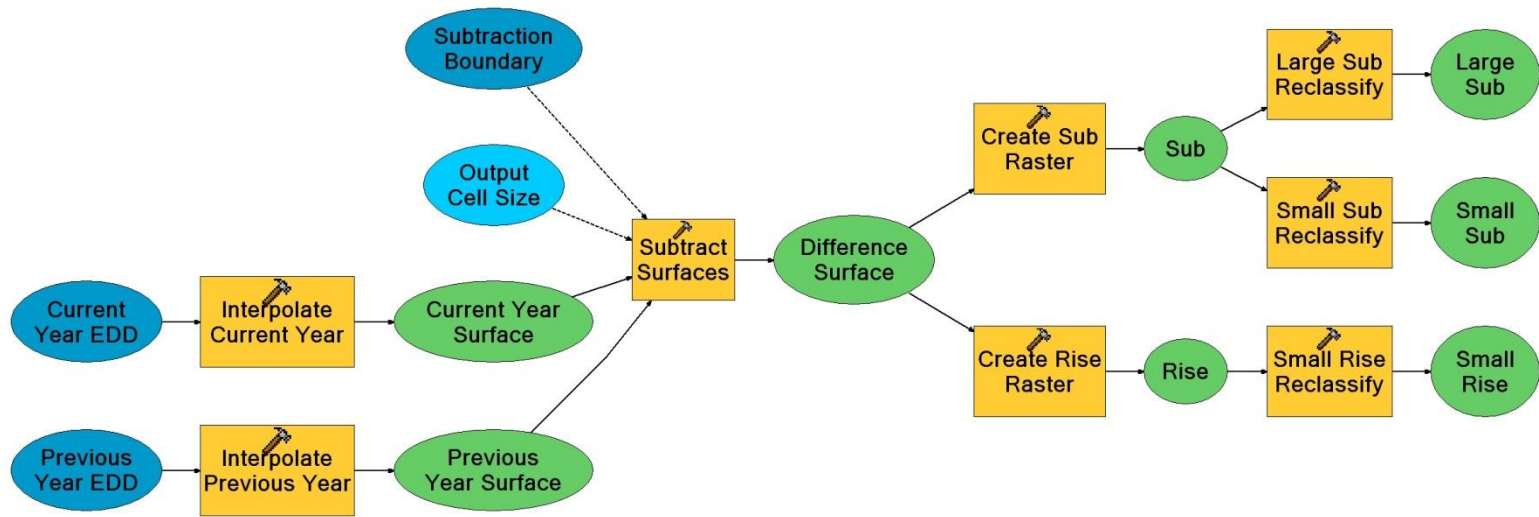 Subtraction
Boundary
Output
Cell Size
Current
Year EDD
Interpolate
Current Year
Current Year
Surface
Previous
Year EDD
Interpolate
Previous Year
Previous
Year Surface
Subtract
Surfaces
Difference
Surface
Create Sub
Raster
Sub
Large Sub
Reclassify
Large
Sub
Small Sub
Reclassify
Small
Sub
Create Rise
Raster
Rise
Small Rise
Reclassify
Small
Rise